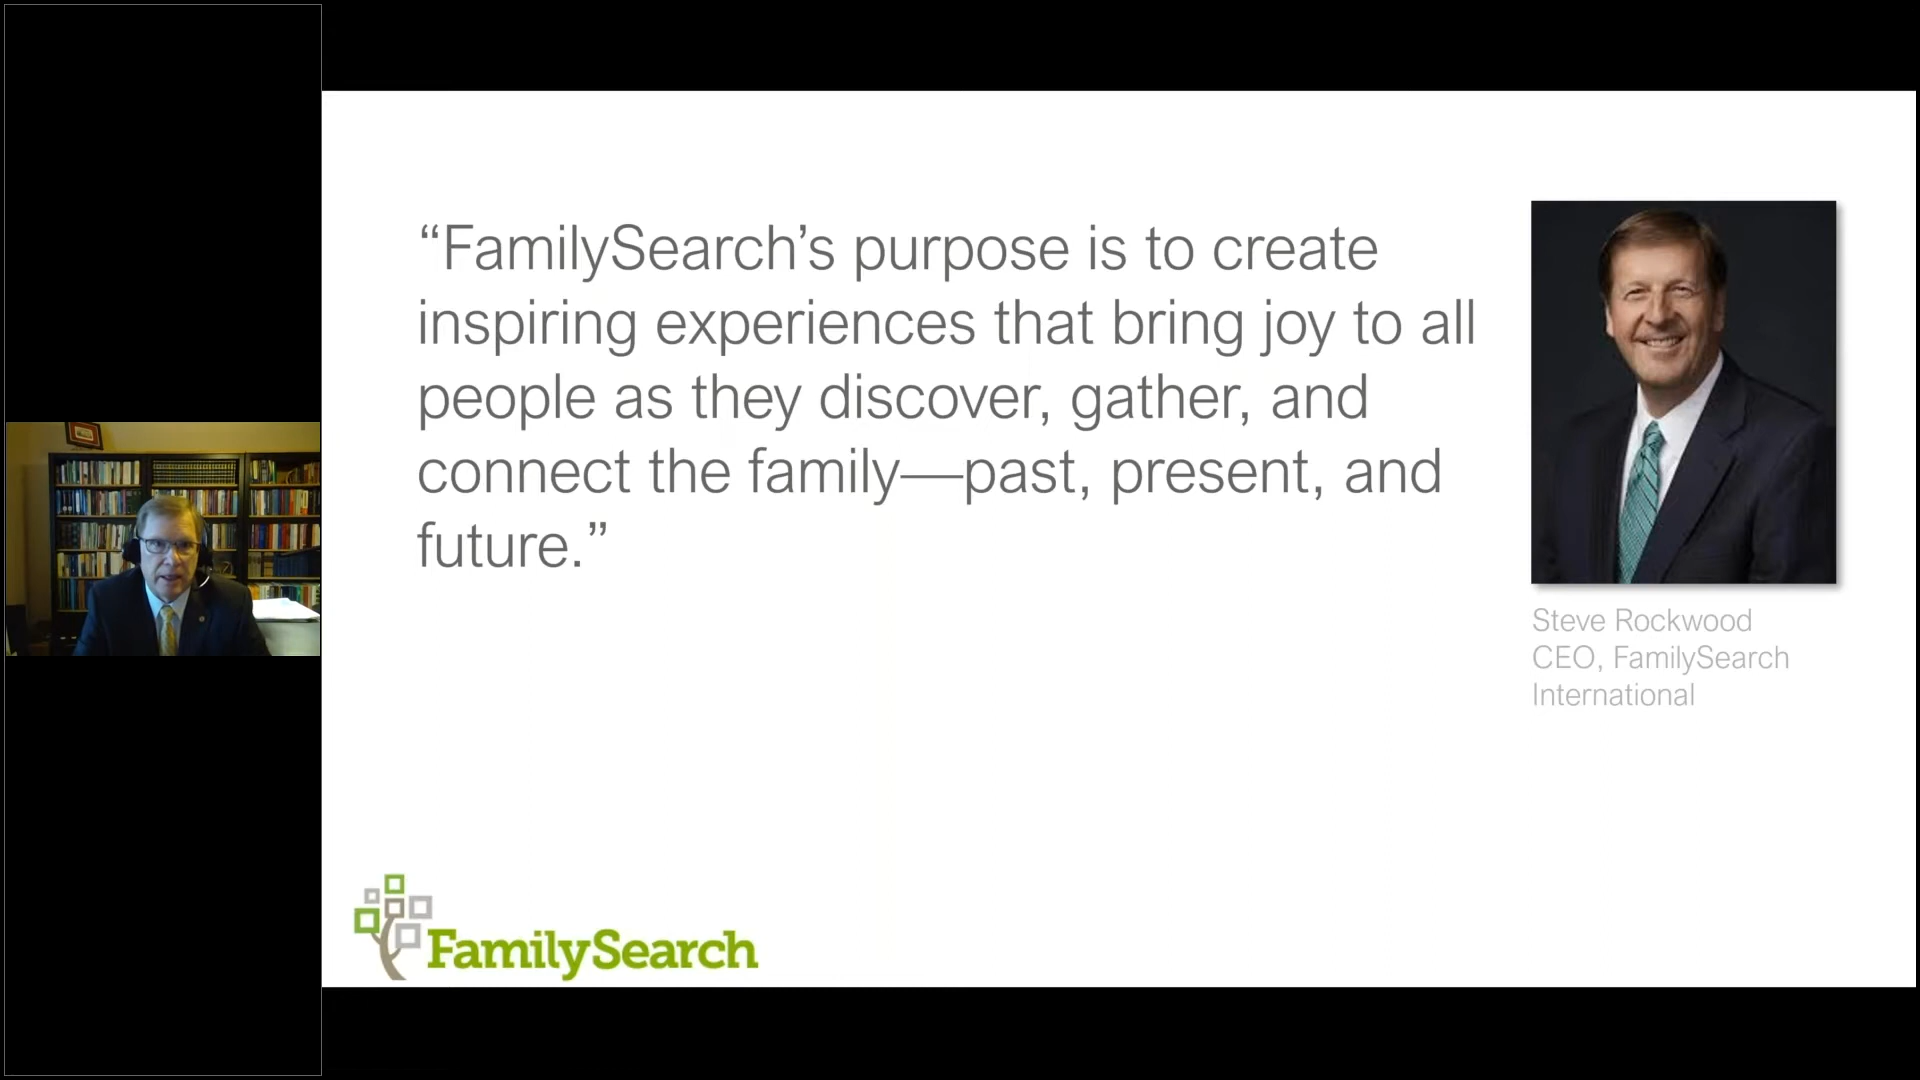 “FamilySearch’s purpose is to create
inspiring experiences that bring joy to all
people as they discover, gather, and
connect the family—past, present, and
future.”
Steve Rockwood
CEO, FamilySearch
International
FamilySearch